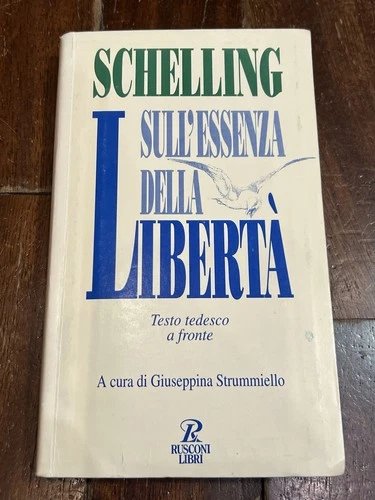 SCHELLING
SULL'ESSENZA
DELLA
LIBERTÀ
Testo tedesco
a fronte
A cura di Giuseppina Strummiello
R
RUSCONI
LIBRI